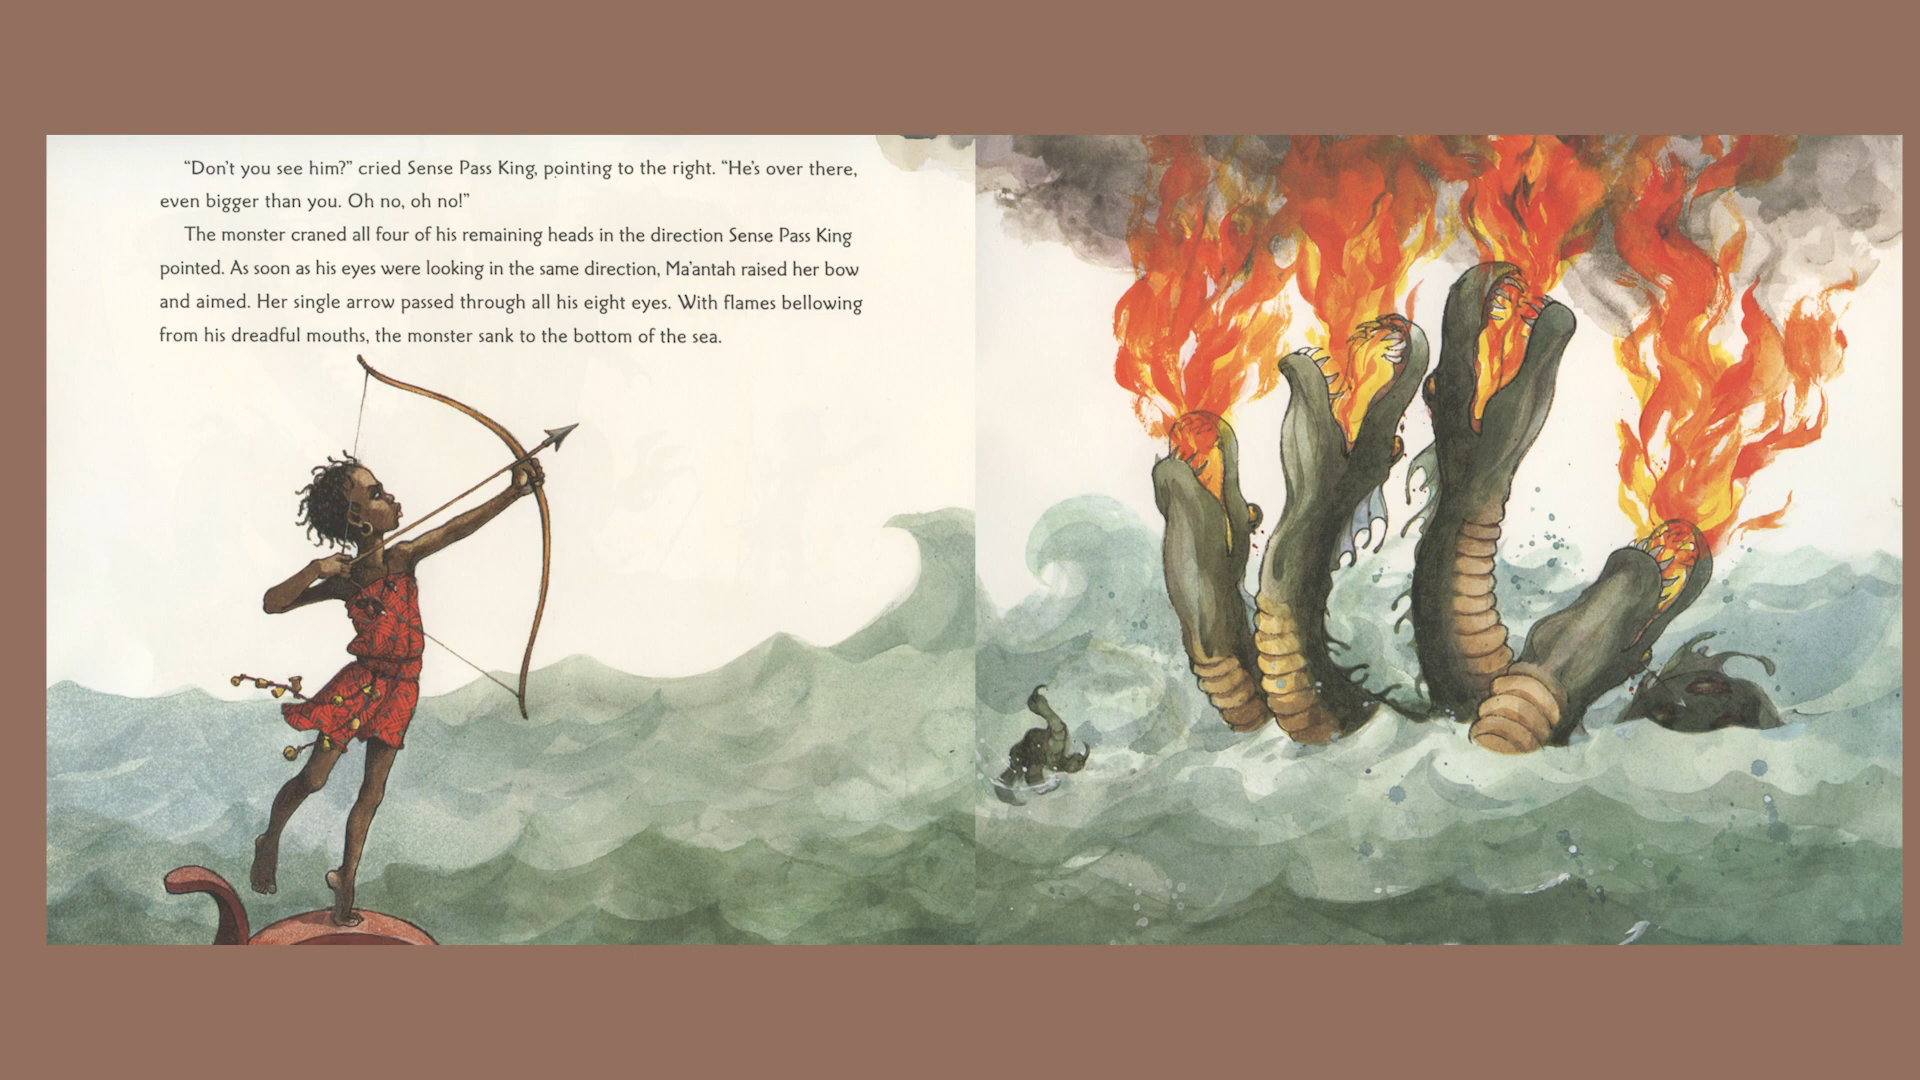 “Don’t you see him?” cried Sense Pass King, pointing to the right. “He’s over there,
even bigger than you. Oh no, oh no!”
The monster craned all four of his remaining heads in the direction Sense Pass King
pointed. As soon as his eyes were looking in the same direction, Ma’antah raised her bow
and aimed. Her single arrow passed through all his eight eyes. With flames bellowing
from his dreadful mouths, the monster sank to the bottom of the sea.